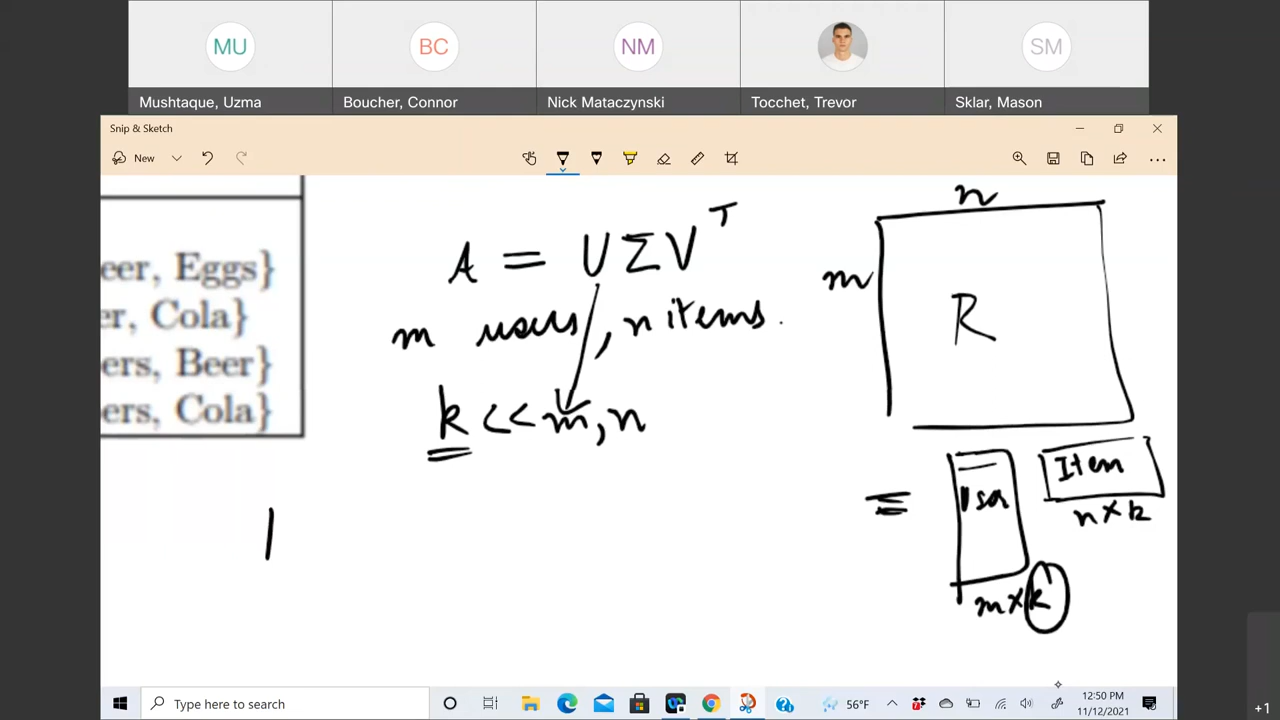 MU
BC
NM
SM
Mushtaque, Uzma
Boucher, Connor
Nick Mataczynski
Tocchet, Trevor
Sklar, Mason
Snip & Sketch
New
eer, Eggs}
er, Cola}
ers, Beer}
ers, Cola}
A = UΣV^T
m users, n items.
k << m, n
n
m
R
=
User
Item
n × k
m × k
Type here to search
56°F
12:50 PM
11/12/2021
+1